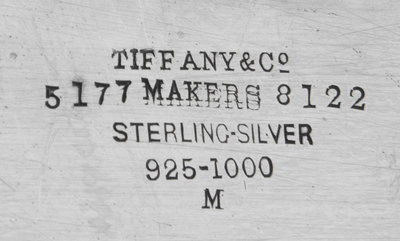 TIFFANY & Cº
5177 MAKERS 8122
STERLING-SILVER
925-1000
M